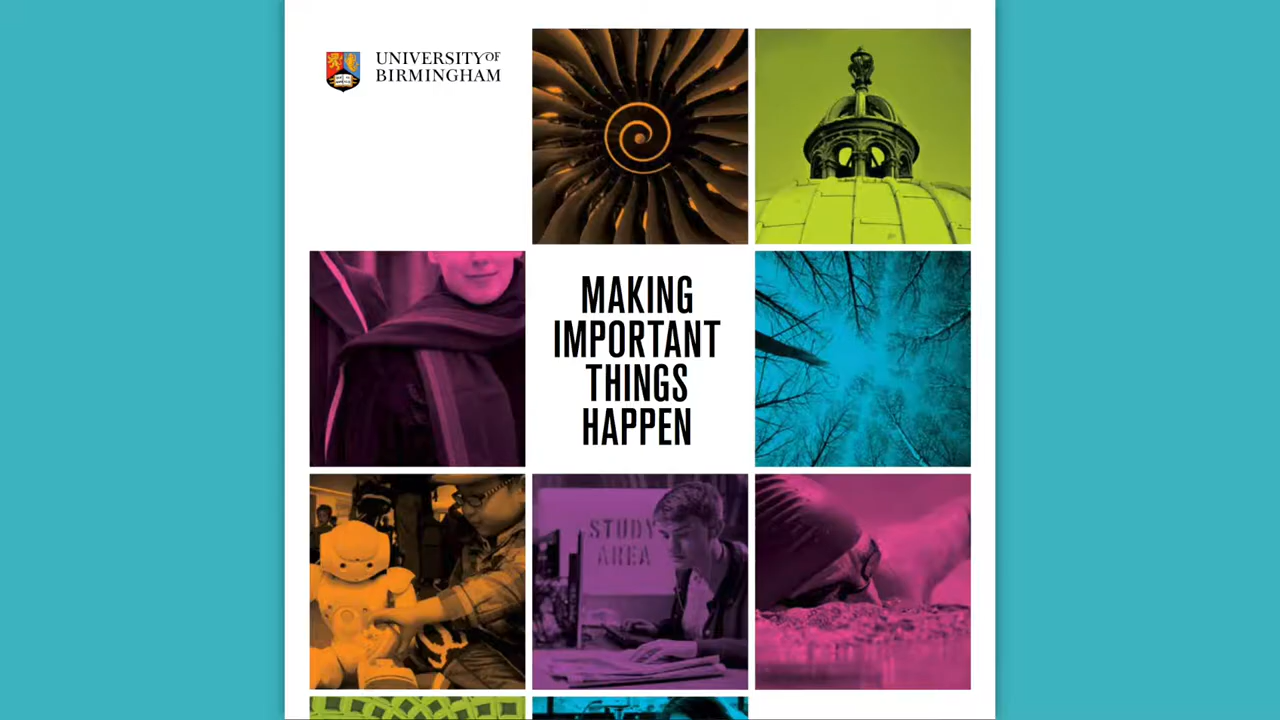 UNIVERSITY OF
BIRMINGHAM
MAKING
IMPORTANT
THINGS
HAPPEN
STUDY
AREA